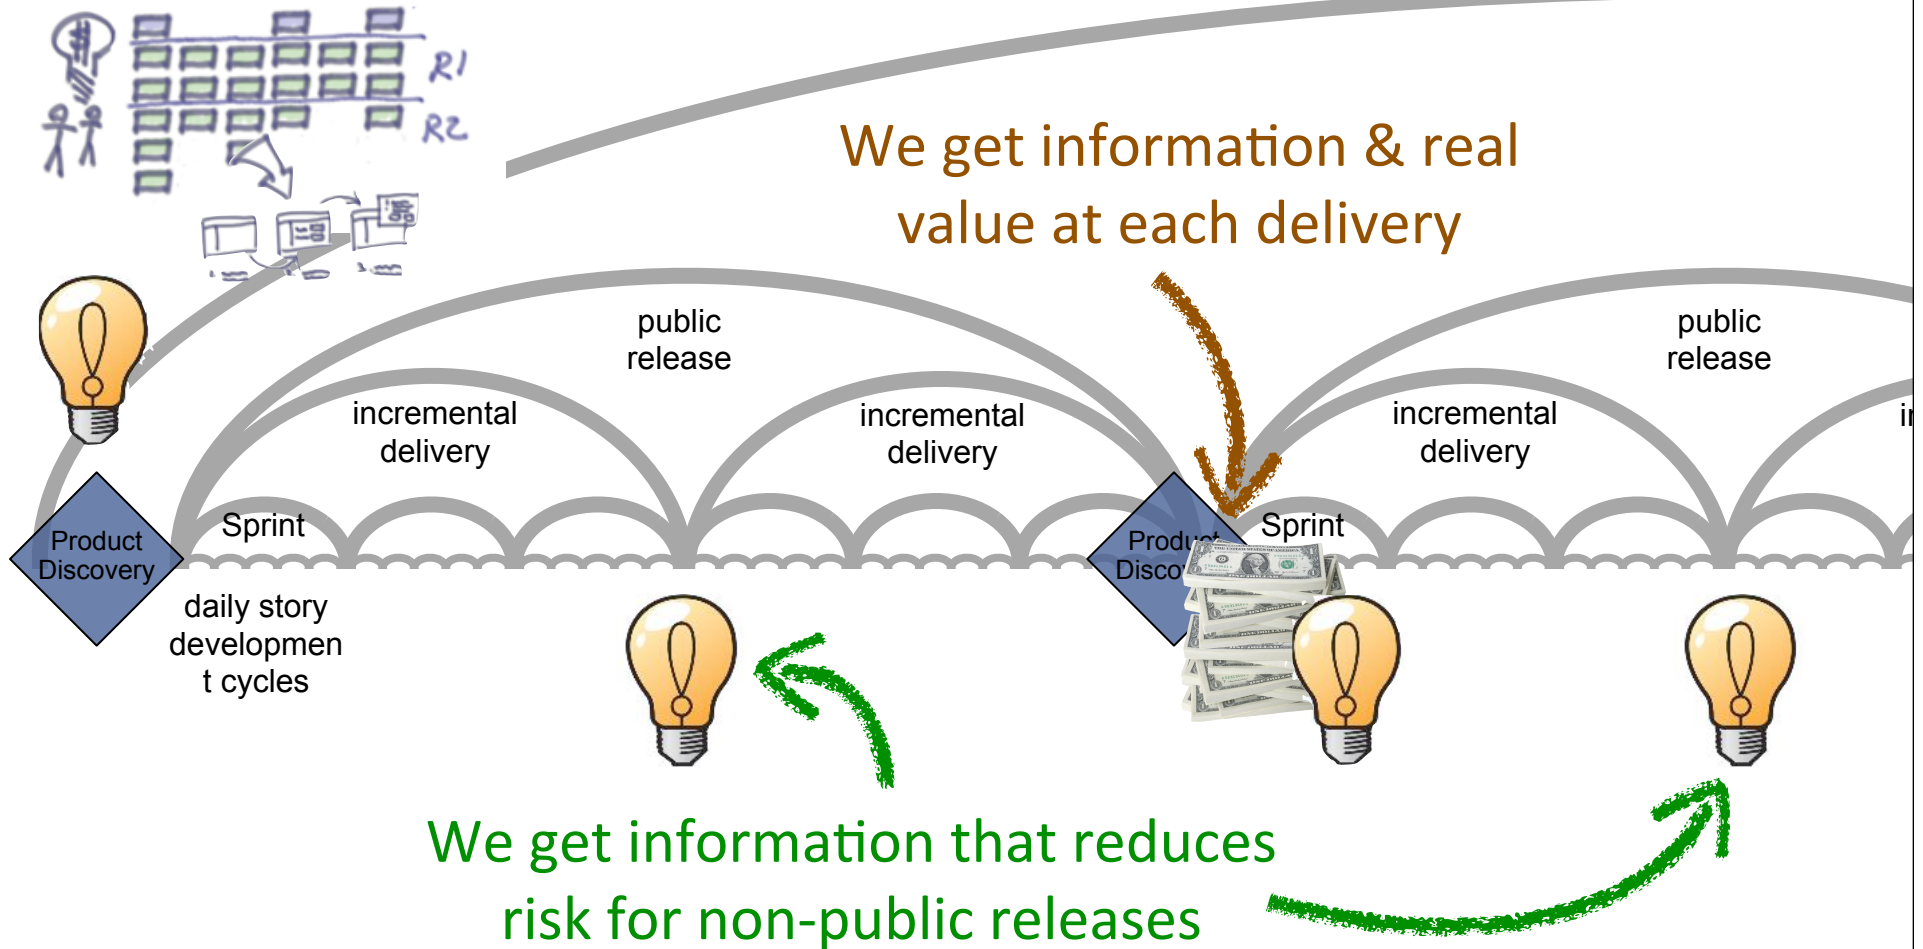 R1
R2
We get information & real
value at each delivery
public
release
public
release
incremental
delivery
incremental
delivery
incremental
delivery
Sprint
Sprint
Product
Discovery
daily story
developmen
t cycles
We get information that reduces
risk for non-public releases